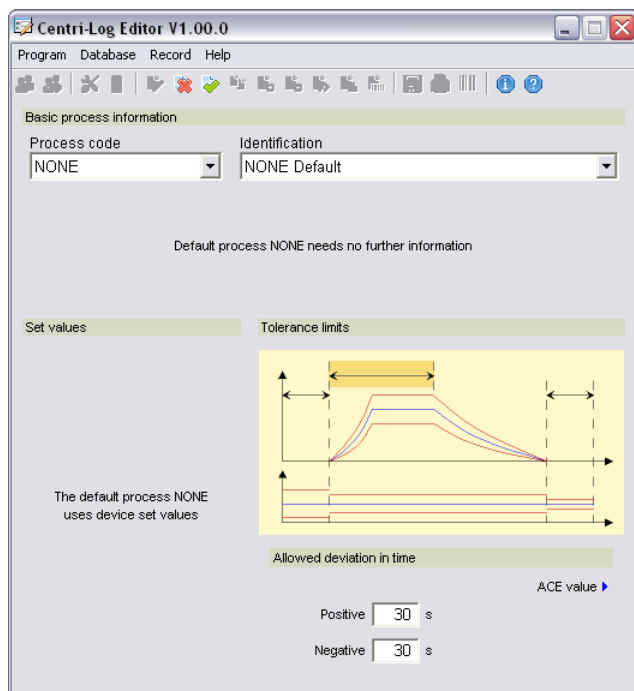 Centri-Log Editor V1.00.0
Program Database Record Help
Basic process information
Process code Identification
NONE NONE Default
Default process NONE needs no further information
Set values Tolerance limits
The default process NONE
uses device set values
Allowed deviation in time
ACE value
Positive 30 s
Negative 30 s